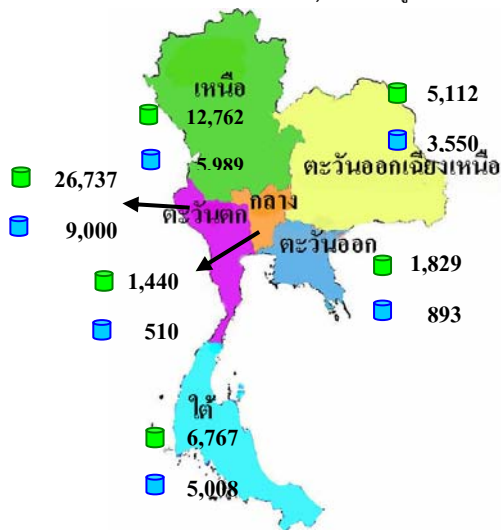 เหนือ
12,762
5.989
5,112
3.550
ตะวันออกเฉียงเหนือ
26,737
9,000
ตะวันตก
กลาง
1,440
510
ตะวันออก
1,829
893
ใต้
6,767
5,008